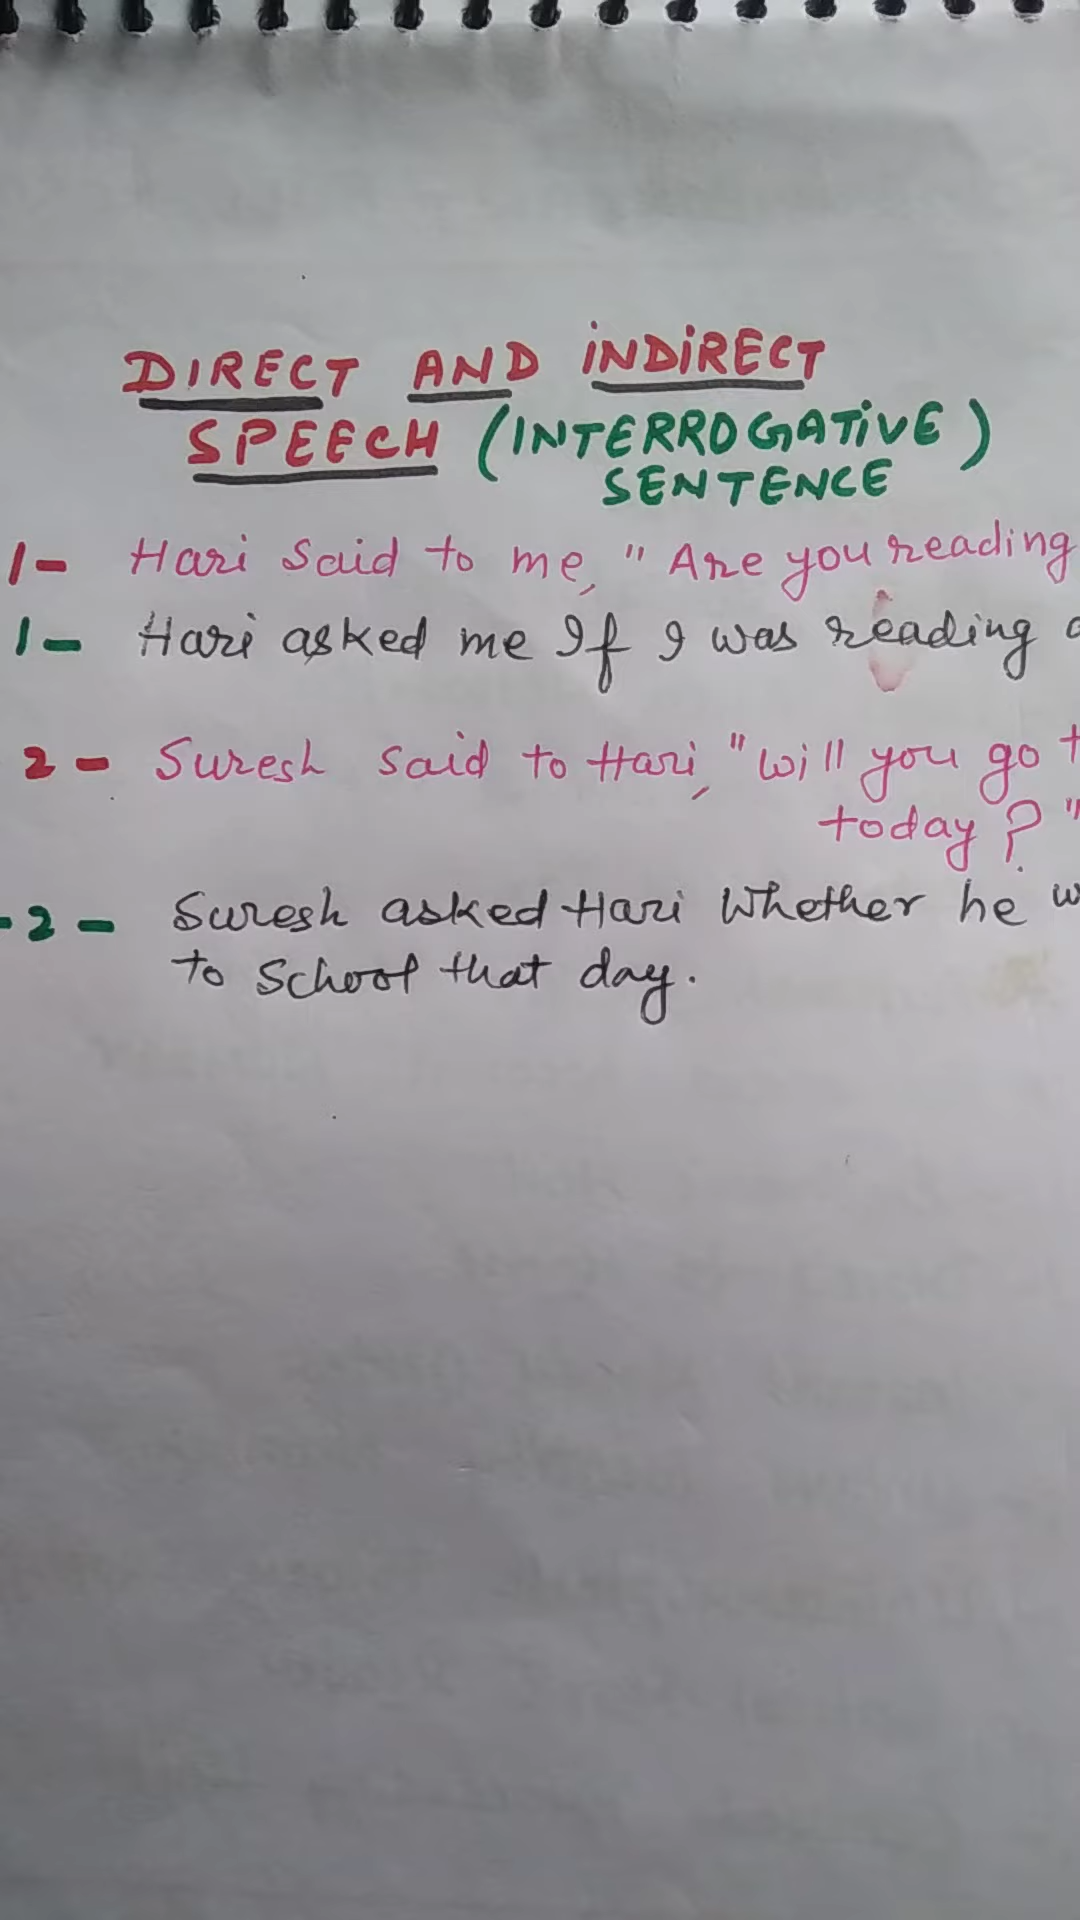 DIRECT AND INDIRECT
SPEECH (INTERROGATIVE)
SENTENCE
1- Hari Said to me, "Are you reading
1- Hari asked me If I was reading a
2- Suresh said to Hari, "will you go t
today?"
-2- Suresh asked Hari Whether he w
to School that day.